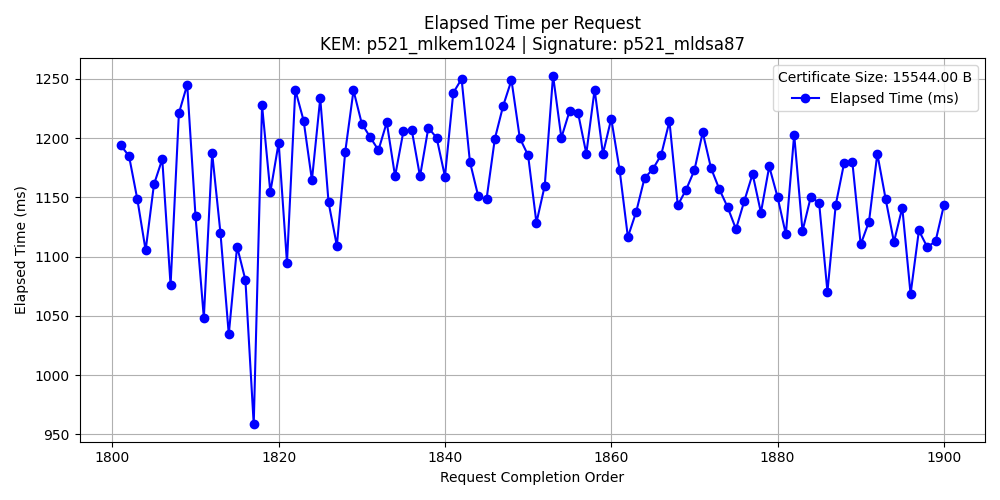 Elapsed Time per Request
KEM: p521_mlkem1024 | Signature: p521_mldsa87
Certificate Size: 15544.00 B
Elapsed Time (ms)
Elapsed Time (ms)
1250
1200
1150
1100
1050
1000
950
1800 1820 1840 1860 1880 1900
Request Completion Order